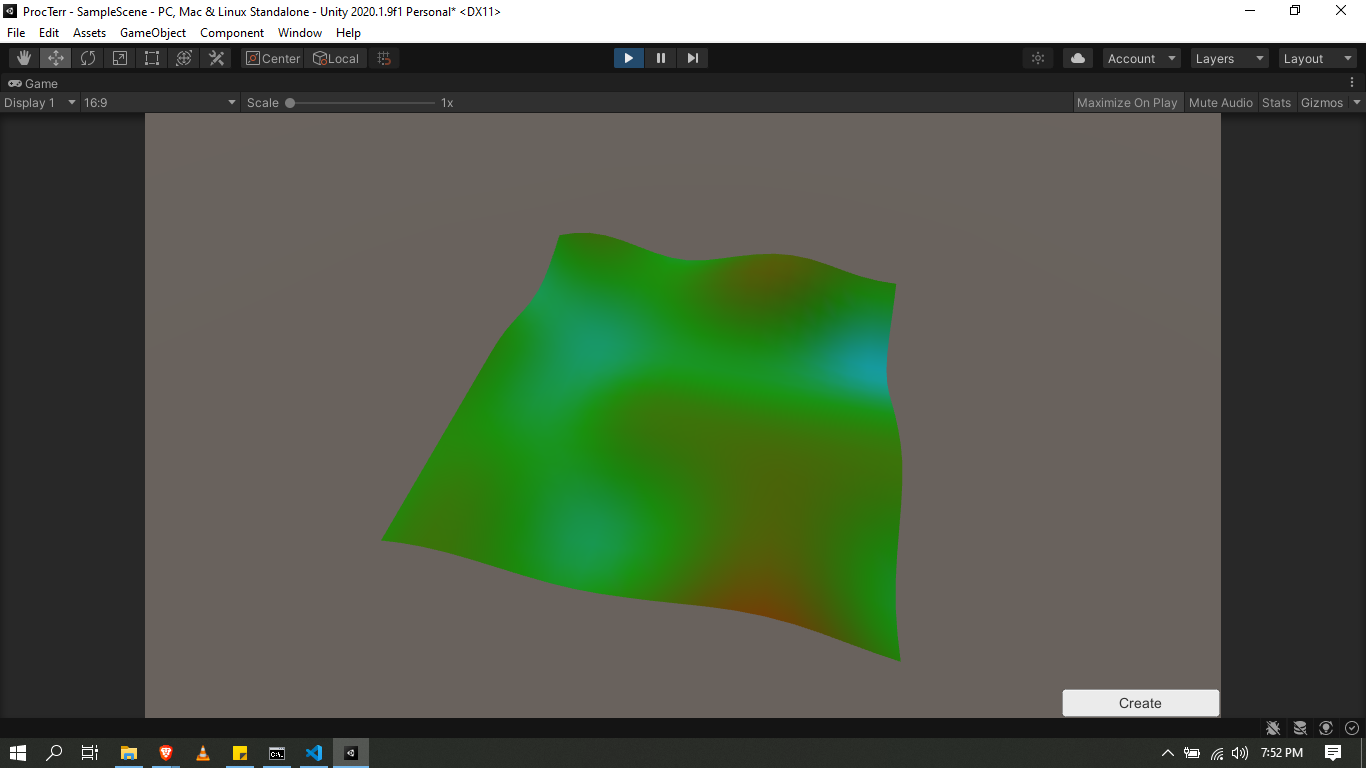 ProcTerr - SampleScene - PC, Mac & Linux Standalone - Unity 2020.1.9f1 Personal* <DX11>
File Edit Assets GameObject Component Window Help
Center Local Account Layers Layout
Game
Display 1 16:9 Scale 1x Maximize On Play Mute Audio Stats Gizmos
Create
7:52 PM